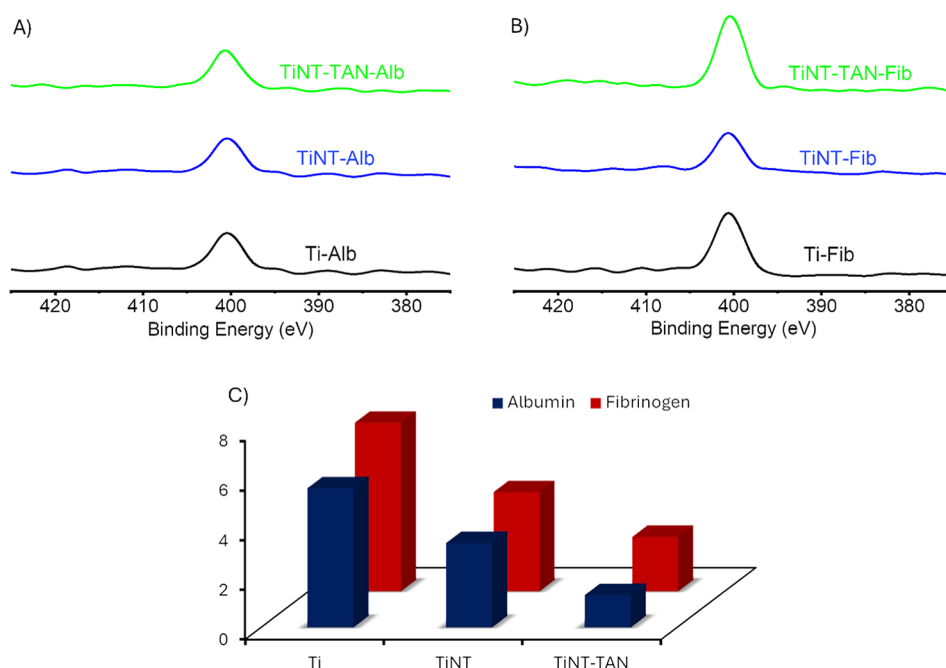 A)
TiNT-TAN-Alb
TiNT-Alb
Ti-Alb
420 410 400 390 380
Binding Energy (eV)
B)
TiNT-TAN-Fib
TiNT-Fib
Ti-Fib
420 410 400 390 380
Binding Energy (eV)
C)
Albumin Fibrinogen
8
6
4
2
0
Ti TiNT TiNT-TAN